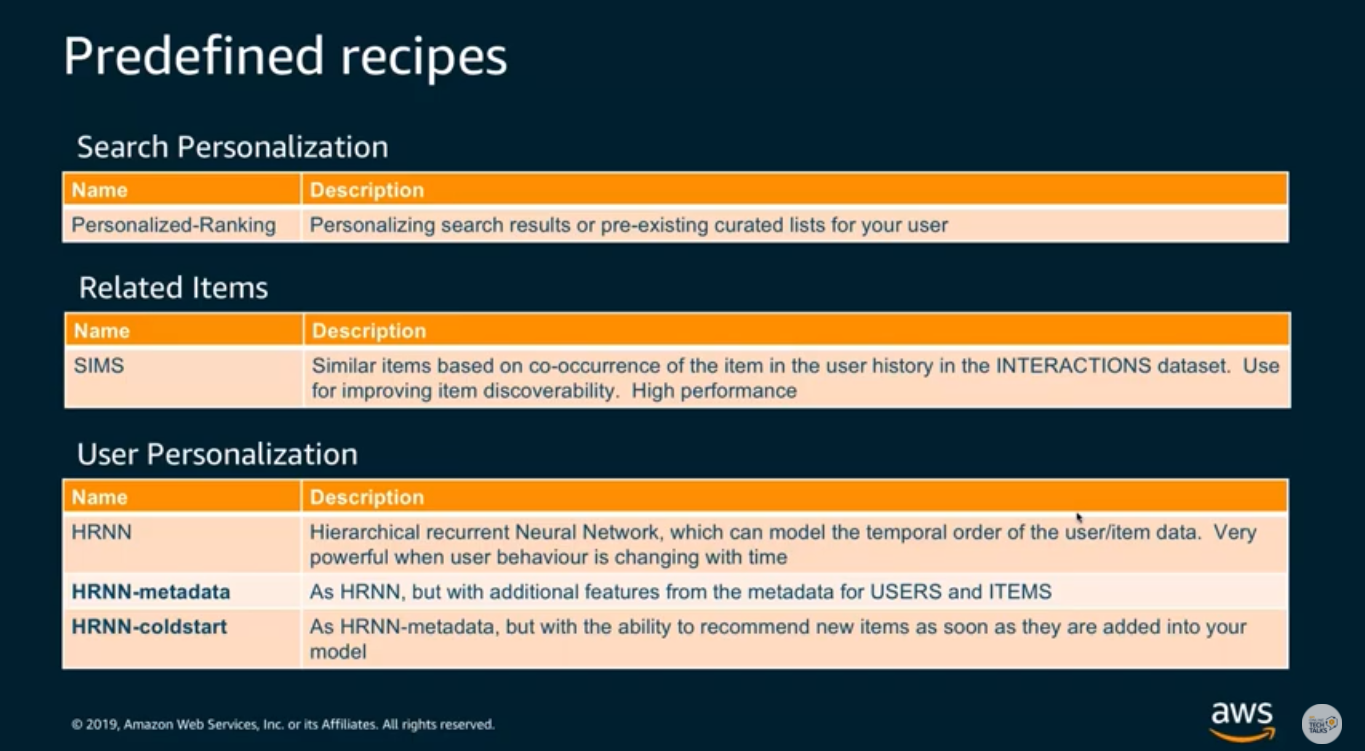 Predefined recipes
Search Personalization
Name Description
Personalized-Ranking Personalizing search results or pre-existing curated lists for your user
Related Items
Name Description
SIMS Similar items based on co-occurrence of the item in the user history in the INTERACTIONS dataset. Use
for improving item discoverability. High performance
User Personalization
Name Description
HRNN Hierarchical recurrent Neural Network, which can model the temporal order of the user/item data. Very
powerful when user behaviour is changing with time
HRNN-metadata As HRNN, but with additional features from the metadata for USERS and ITEMS
HRNN-coldstart As HRNN-metadata, but with the ability to recommend new items as soon as they are added into your
model
© 2019, Amazon Web Services, Inc. or its Affiliates. All rights reserved.
aws
TECH
TALKS